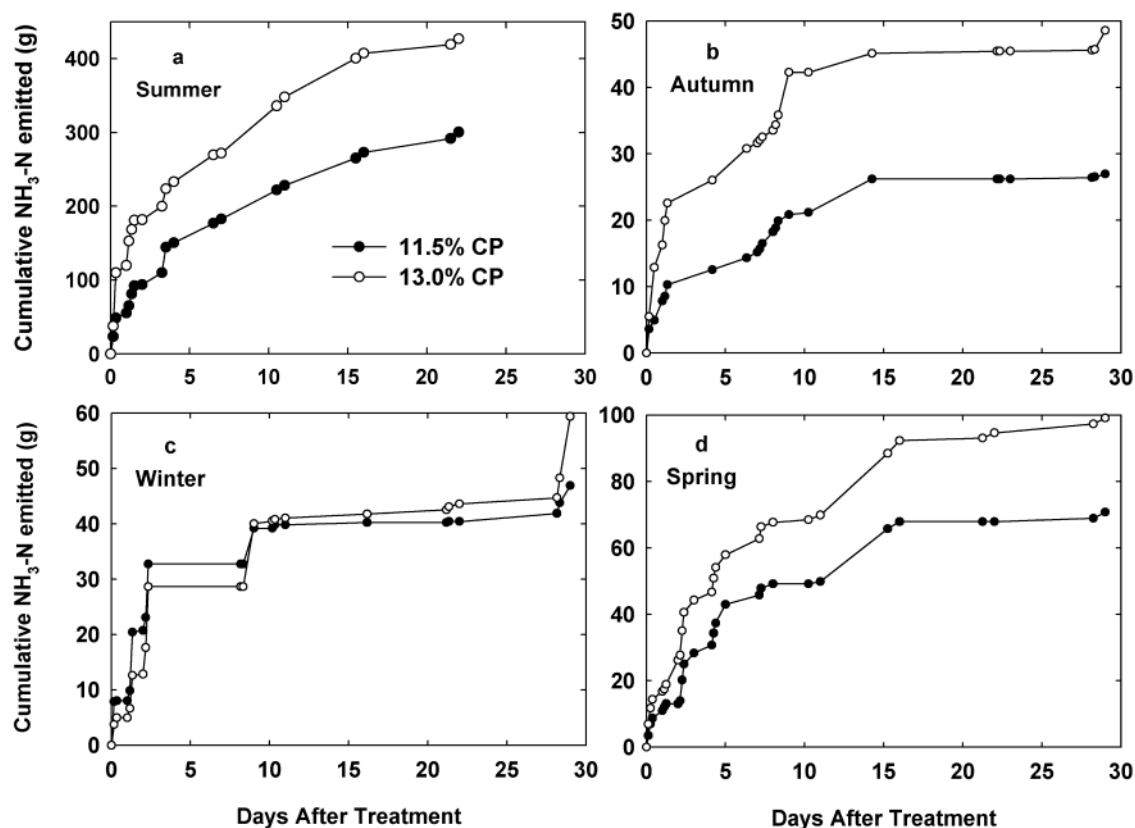 Cumulative NH3-N emitted (g)
400
300
200
100
0
a
Summer
11.5% CP
13.0% CP
0 5 10 15 20 25 30
50
40
30
20
10
0
b
Autumn
0 5 10 15 20 25 30
Cumulative NH3-N emitted (g)
60
50
40
30
20
10
0
c
Winter
0 5 10 15 20 25 30
Days After Treatment
100
80
60
40
20
0
d
Spring
0 5 10 15 20 25 30
Days After Treatment